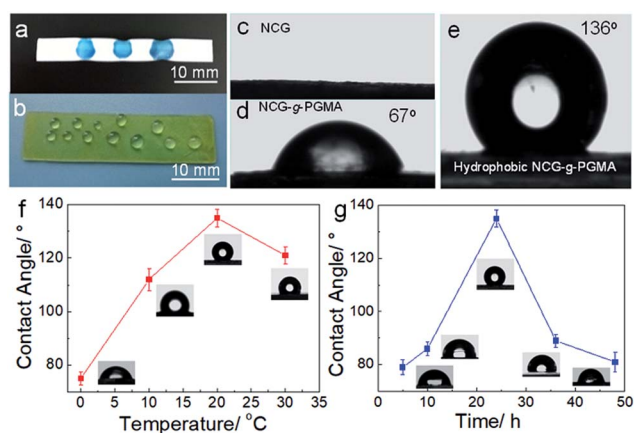 a
10 mm
b
10 mm
c NCG
d NCG-g-PGMA 67°
e 136°
Hydrophobic NCG-g-PGMA
f
140
120
100
80
Contact Angle/ °
0 5 10 15 20 25 30 35
Temperature/ °C
g
140
120
100
80
Contact Angle/ °
0 10 20 30 40 50
Time/ h